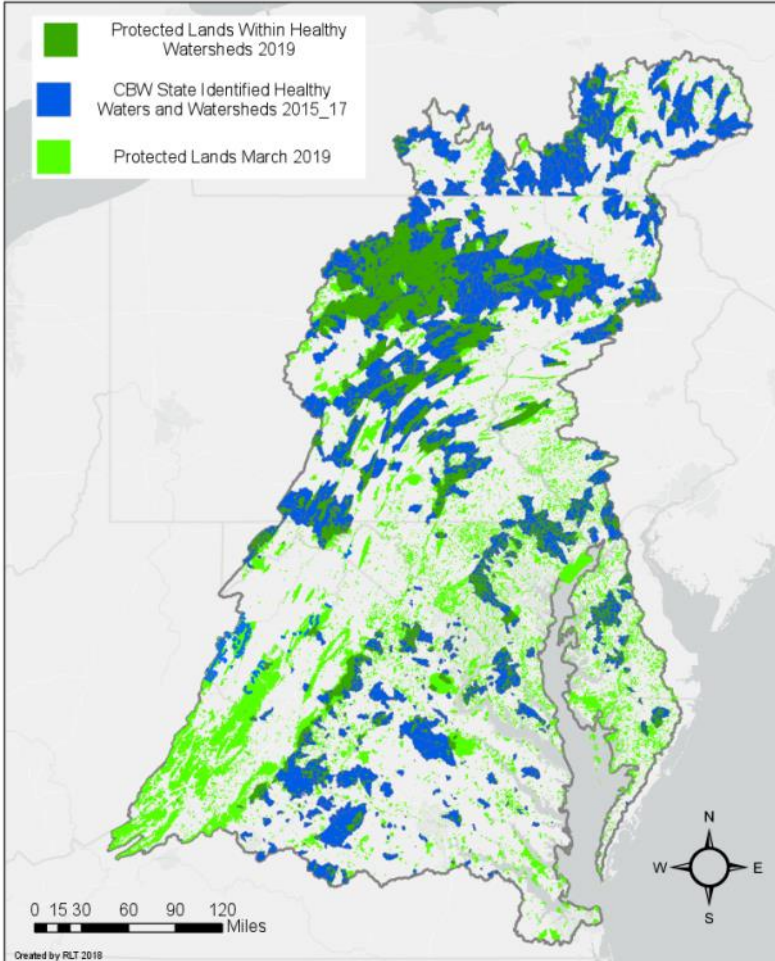 Protected Lands Within Healthy
Watersheds 2019
CBW State Identified Healthy
Waters and Watersheds 2015_17
Protected Lands March 2019
N
W E
S
0 15 30 60 90 120
Miles
Created by RLT 2018